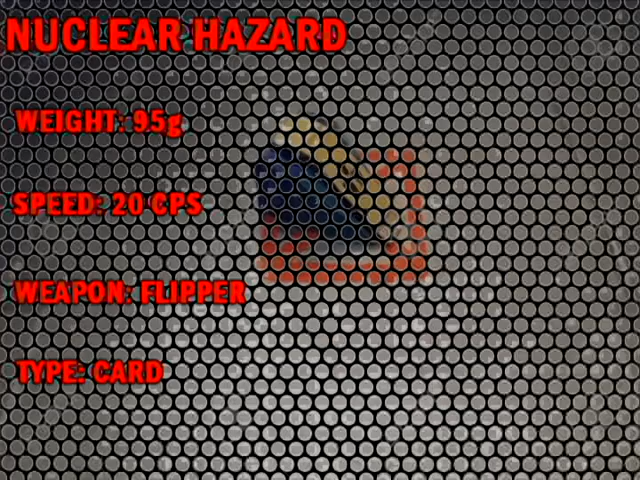 NUCLEAR HAZARD
WEIGHT: 95g
SPEED: 20 CPS
WEAPON: FLIPPER
TYPE: CARD